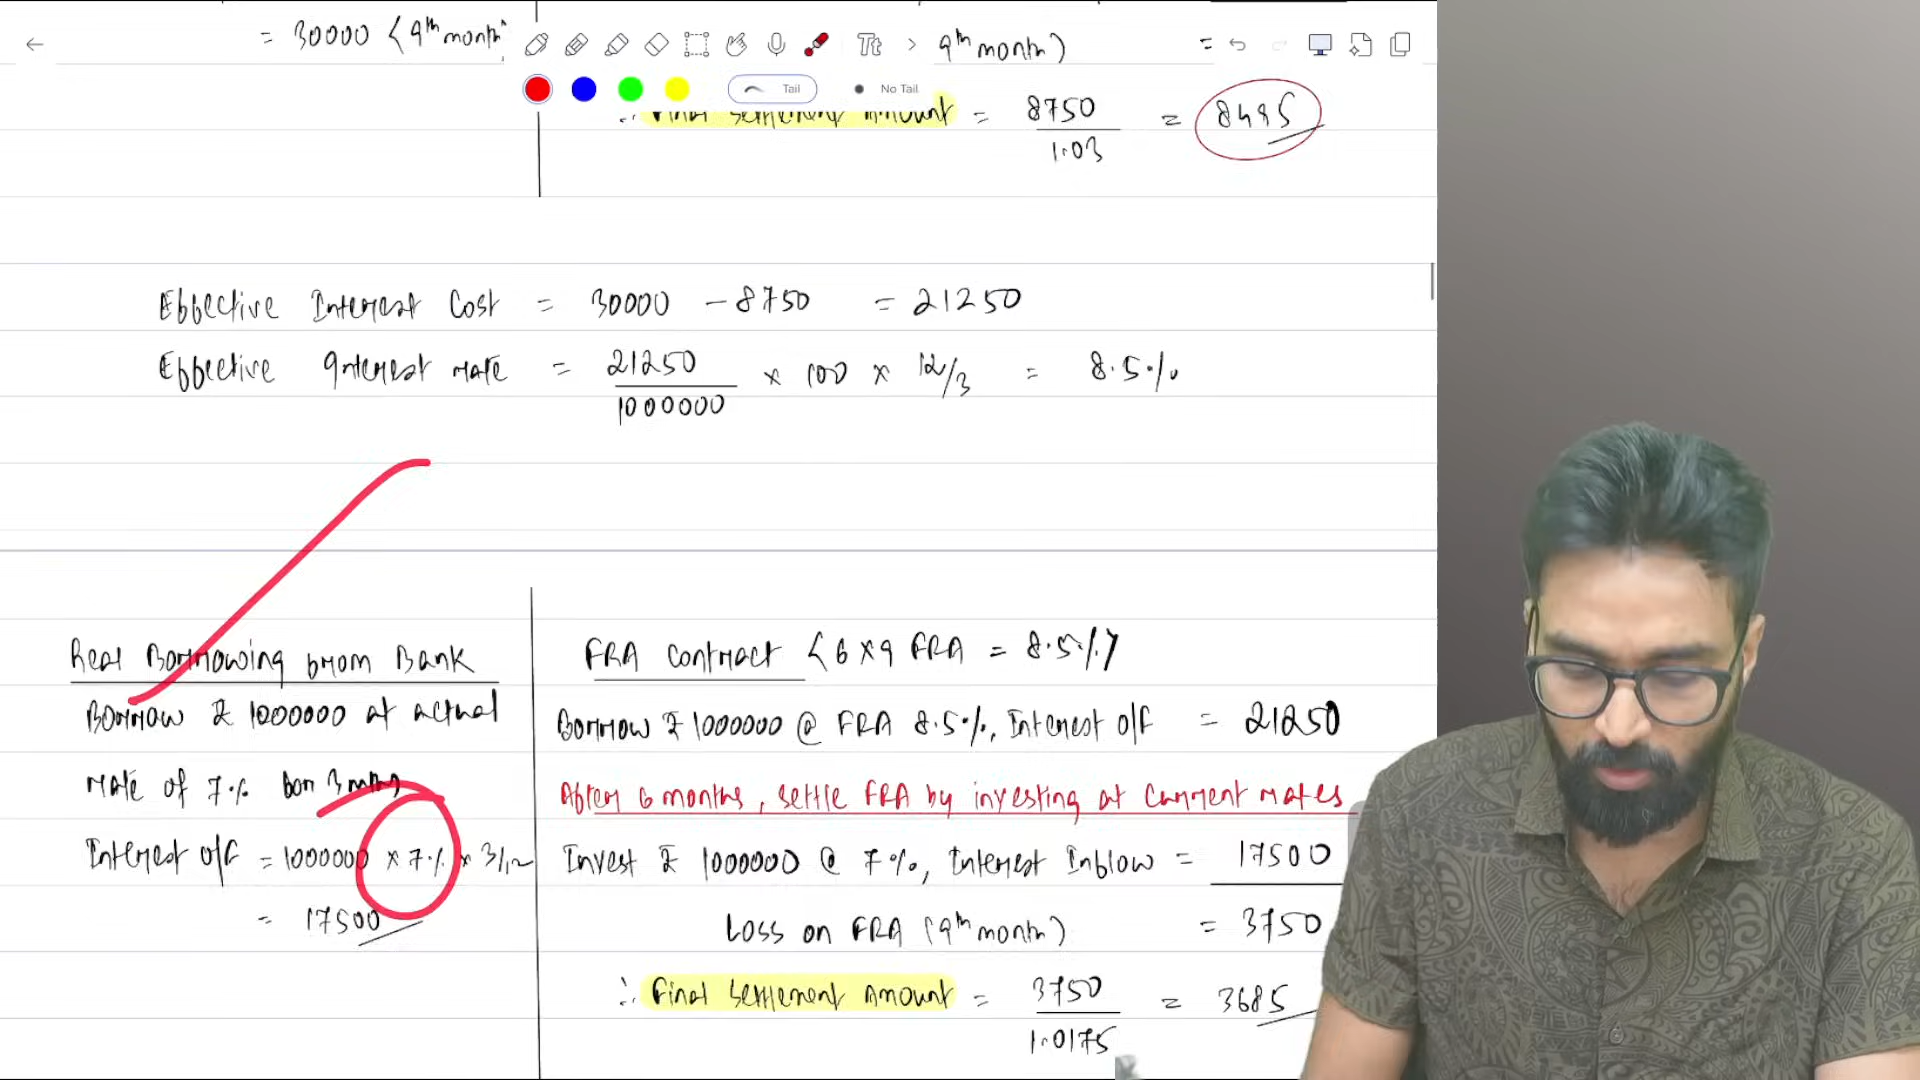 = 30000 (9th month
Tt
9th month) =
Tail
No Tail
∴ Final Settlement Amount = 8750 / 1.03 = 8495
Effective Interest Cost = 30000 - 8750 = 21250
Effective Interest rate = 21250 / 1000000 × 100 × 12/3 = 8.5%
Real Borrowing from Bank
Borrow ₹ 1000000 at actual
rate of 7% for 3 mths
Interest o/f = 1000000 × 7% × 3/12
= 17500
FRA Contract (6 X 9 FRA = 8.5%)
Borrow ₹ 1000000 @ FRA 8.5%, Interest o/f = 21250
After 6 months, settle FRA by investing at current rates
Invest ₹ 1000000 @ 7%, Interest Inflow = 17500
Loss on FRA (9th month) = 3750
∴ Final Settlement Amount = 3750 / 1.0175 = 3685